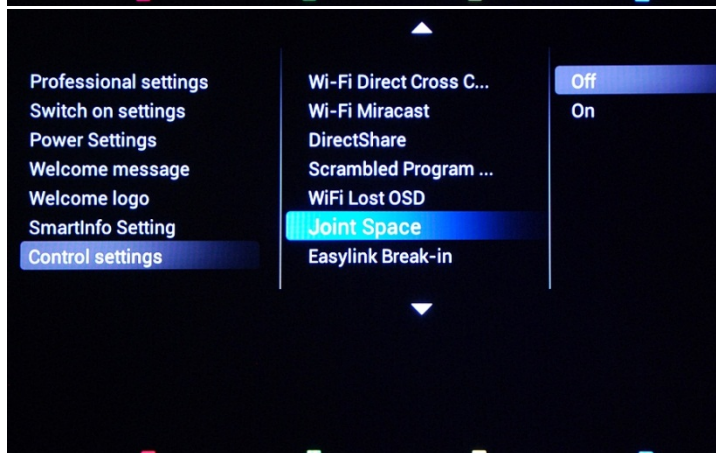 Professional settings
Switch on settings
Power Settings
Welcome message
Welcome logo
SmartInfo Setting
Control settings
Wi-Fi Direct Cross C...
Wi-Fi Miracast
DirectShare
Scrambled Program ...
WiFi Lost OSD
Joint Space
Easylink Break-in
Off
On